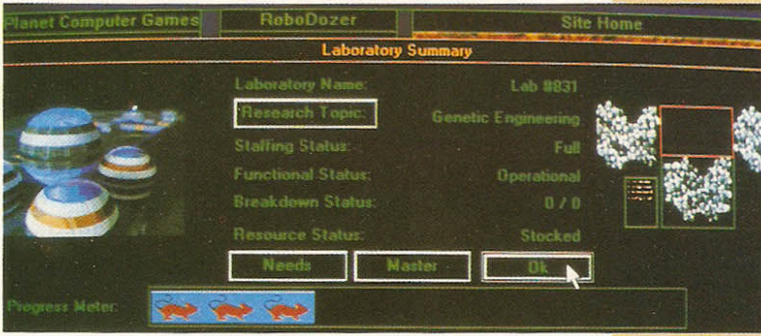 Planet Computer Games RoboDozer Site Home
Laboratory Summary
Laboratory Name: Lab #831
Research Topic: Genetic Engineering
Staffing Status: Full
Functional Status: Operational
Breakdown Status: 0 / 0
Resource Status: Stocked
Needs Master Ok
Progress Meter: